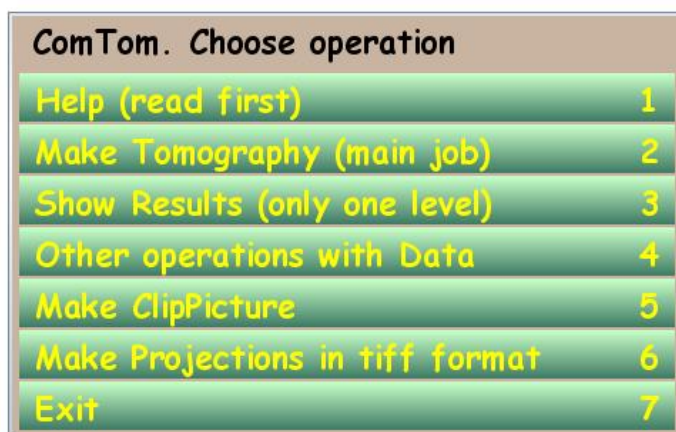 ComTom. Choose operation
Help (read first) 1
Make Tomography (main job) 2
Show Results (only one level) 3
Other operations with Data 4
Make ClipPicture 5
Make Projections in tiff format 6
Exit 7